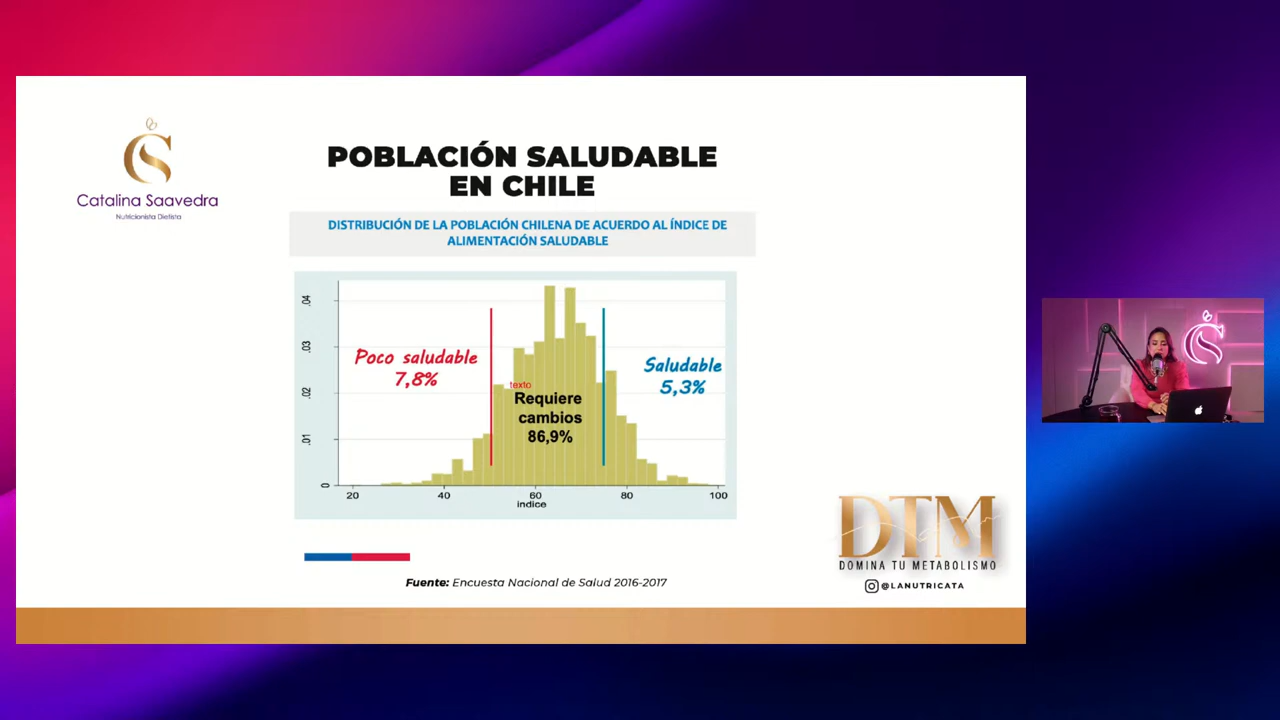 Catalina Saavedra
Nutricionista Dietista
POBLACIÓN SALUDABLE
EN CHILE
DISTRIBUCIÓN DE LA POBLACIÓN CHILENA DE ACUERDO AL ÍNDICE DE
ALIMENTACIÓN SALUDABLE
.04
.03
.02
.01
0
Poco saludable
7,8%
texto
Requiere
cambios
86,9%
Saludable
5,3%
20 40 60 80 100
indice
Fuente: Encuesta Nacional de Salud 2016-2017
DTM
DOMINA TU METABOLISMO
@LANUTRICATA